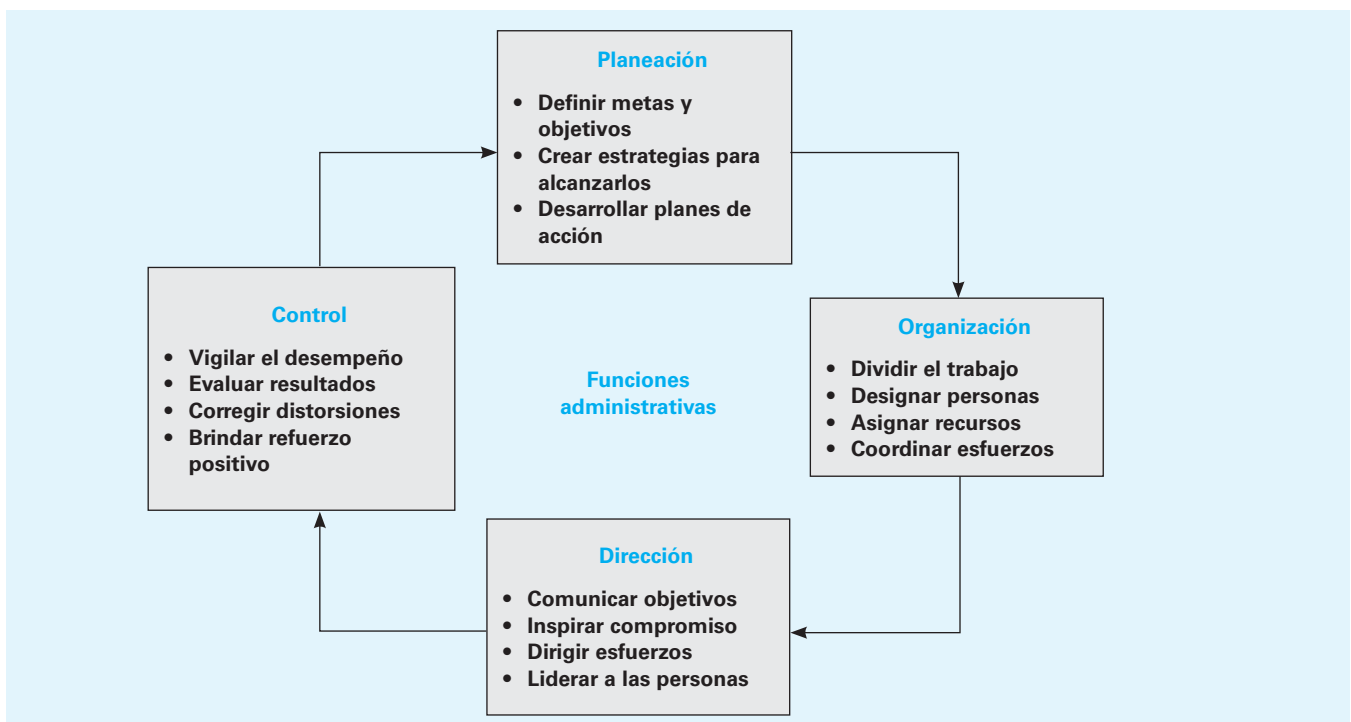 Planeación
• Definir metas y
objetivos
• Crear estrategias para
alcanzarlos
• Desarrollar planes de
acción
Control
• Vigilar el desempeño
• Evaluar resultados
• Corregir distorsiones
• Brindar refuerzo
positivo
Funciones
administrativas
Organización
• Dividir el trabajo
• Designar personas
• Asignar recursos
• Coordinar esfuerzos
Dirección
• Comunicar objetivos
• Inspirar compromiso
• Dirigir esfuerzos
• Liderar a las personas